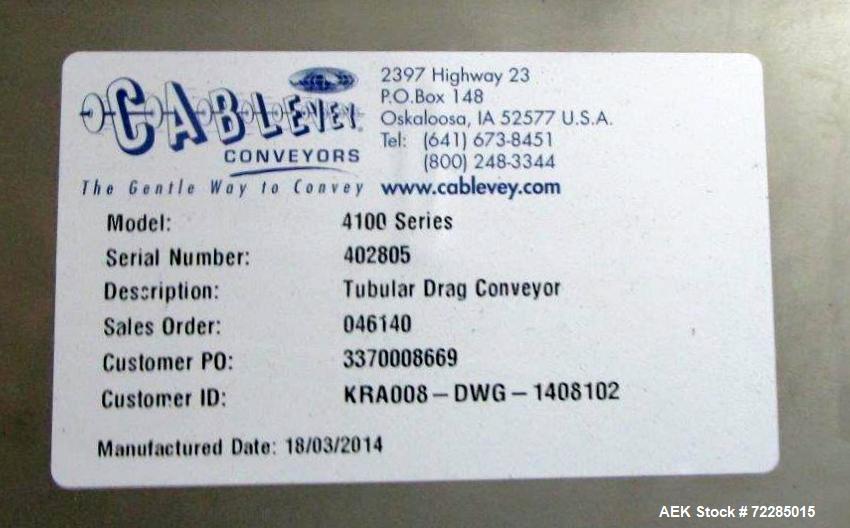 CABLEVEY
CONVEYORS
The Gentle Way to Convey
2397 Highway 23
P.O.Box 148
Oskaloosa, IA 52577 U.S.A.
Tel: (641) 673-8451
(800) 248-3344
www.cablevey.com
Model: 4100 Series
Serial Number: 402805
Description: Tubular Drag Conveyor
Sales Order: 046140
Customer PO: 3370008669
Customer ID: KRA008-DWG-1408102
Manufactured Date: 18/03/2014
AEK Stock # 72285015